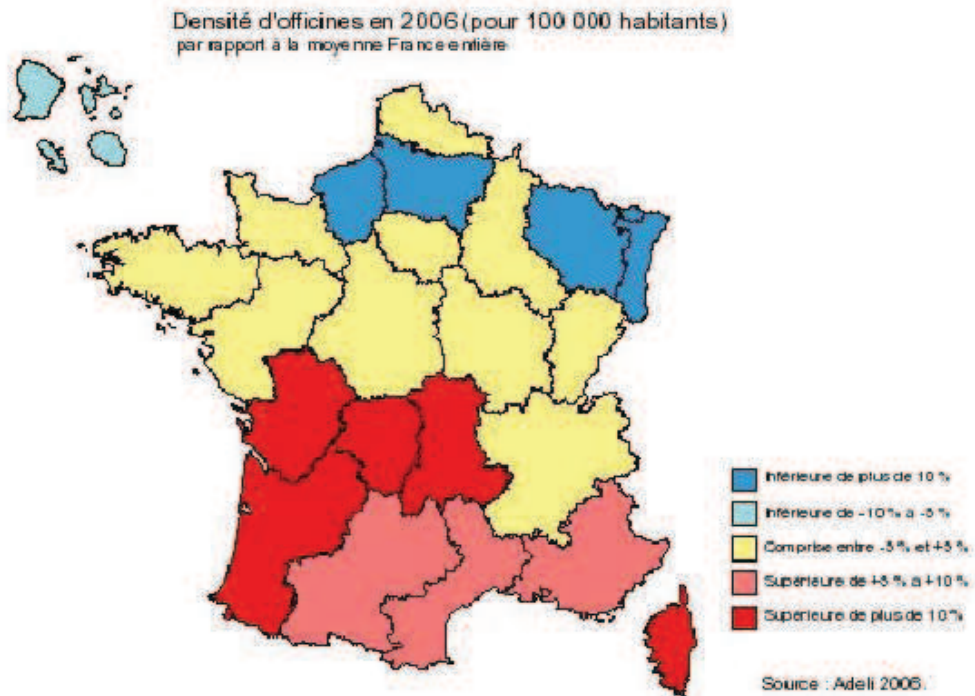 Densité d'officines en 2006 (pour 100 000 habitants)
par rapport à la moyenne France entière
Inférieure de plus de 10 %
Inférieure de -10 % à -5 %
Comprise entre -5 % et +5 %
Supérieure de +5 % à +10 %
Supérieure de plus de 10 %
Source : Adeli 2006.